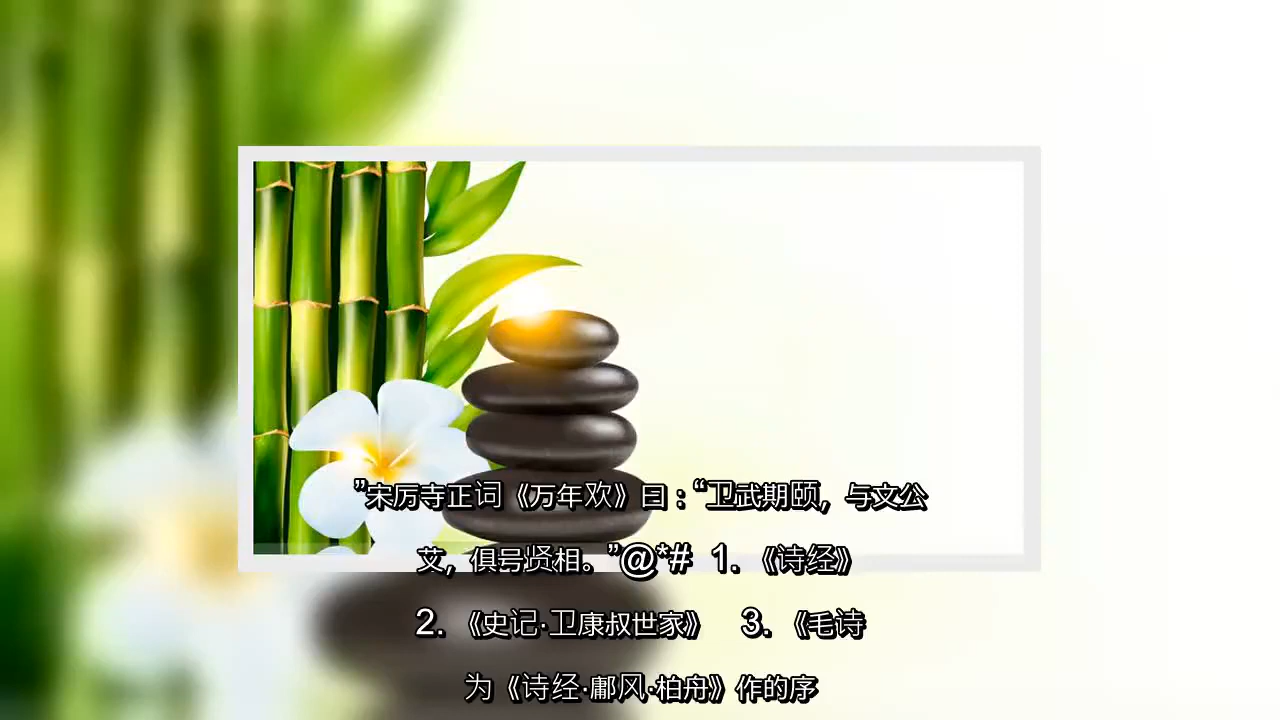 ”宋厉寺正词《万年欢》曰：“卫武期颐，与文公
艾，俱号贤相。”@*# 1. 《诗经》
2. 《史记·卫康叔世家》 3. 《毛诗
为《诗经·鄘风·柏舟》作的序